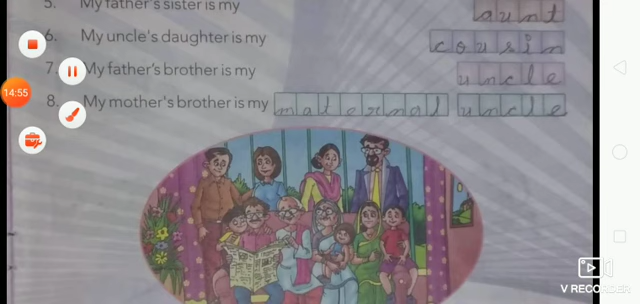 5. My father's sister is my aunt
6. My uncle's daughter is my cousin
7. My father's brother is my uncle
8. My mother's brother is my maternal uncle
14:55
V RECORDER